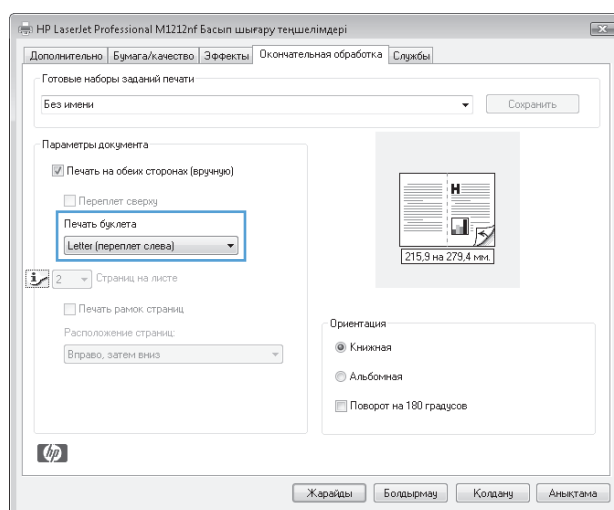 HP LaserJet Professional M1212nf Басып шығару теңшелімдері
Дополнительно Бумага/качество Эффекты Окончательная обработка Службы
Готовые наборы заданий печати
Без имени Сохранить
Параметры документа
Печать на обеих сторонах (вручную)
Переплет сверху
Печать буклета
Letter (переплет слева)
2 Страниц на листе
Печать рамок страниц
Расположение страниц:
Вправо, затем вниз
H
215,9 на 279,4 мм.
Ориентация
Книжная
Альбомная
Поворот на 180 градусов
hp
Жарайды Болдырмау Қолдану Анықтама